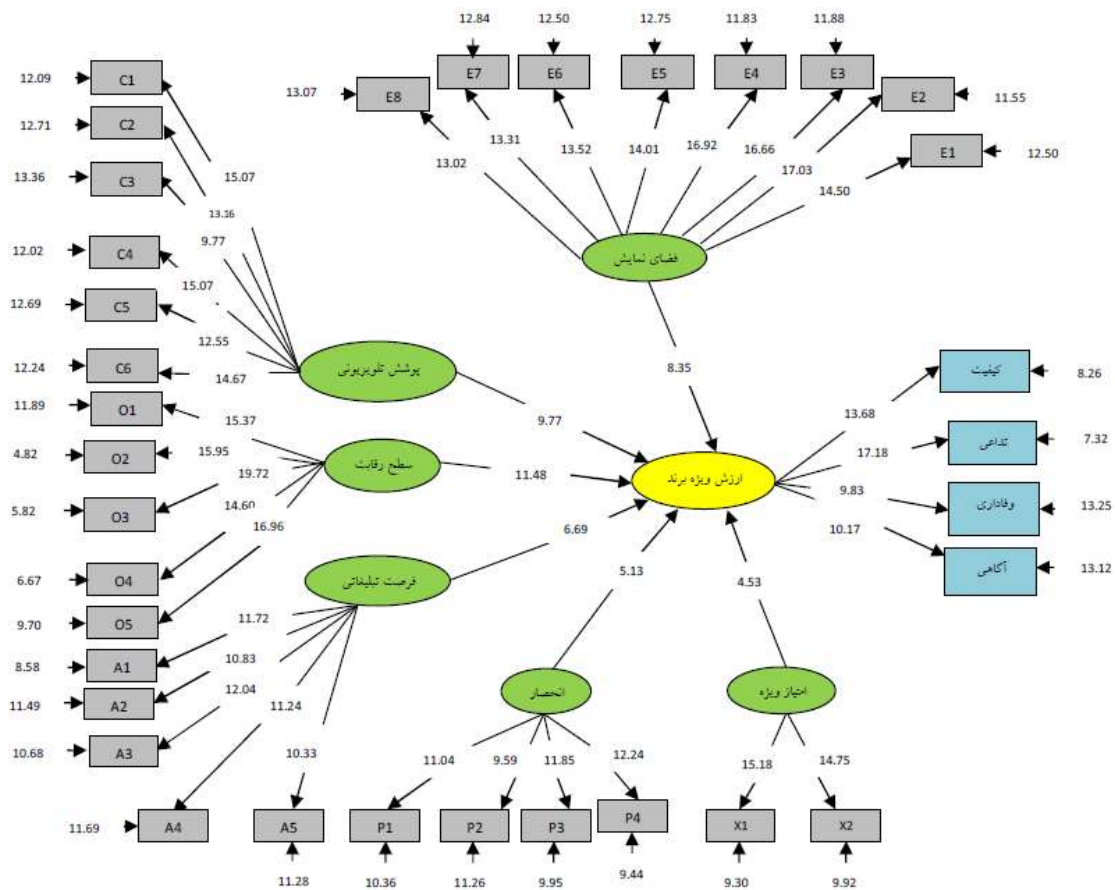 12.84 12.50 12.75 11.83 11.88
E7 E6 E5 E4 E3
13.07 E8 E2 11.55
E1 12.50
13.02 13.31 13.52 14.01 16.92 16.66 17.03 14.50
فضای نمایش
8.35
12.09 C1
12.71 C2
13.36 C3
12.02 C4
12.69 C5
12.24 C6
15.07
13.16
9.77
15.07
12.55
14.67
پوشش تلویزیونی
9.77
11.89 O1
4.82 O2
5.82 O3
6.67 O4
9.70 O5
15.37
15.95
19.72
14.60
16.96
سطح رقابت
11.48
ارزش ویژه برند
13.68 کیفیت 8.26
17.18 تداعی 7.32
9.83 وفاداری 13.25
10.17 آگاهی 13.12
فرصت تبلیغاتی
6.69
8.58 A1
11.49 A2
10.68 A3
11.69 A4
A5
11.28
11.72
10.83
12.04
11.24
10.33
5.13
انحصار
11.04 9.59 11.85 12.24
P1 P2 P3 P4
10.36 11.26 9.95 9.44
4.53
امتیاز ویژه
15.18 14.75
X1 X2
9.30 9.92